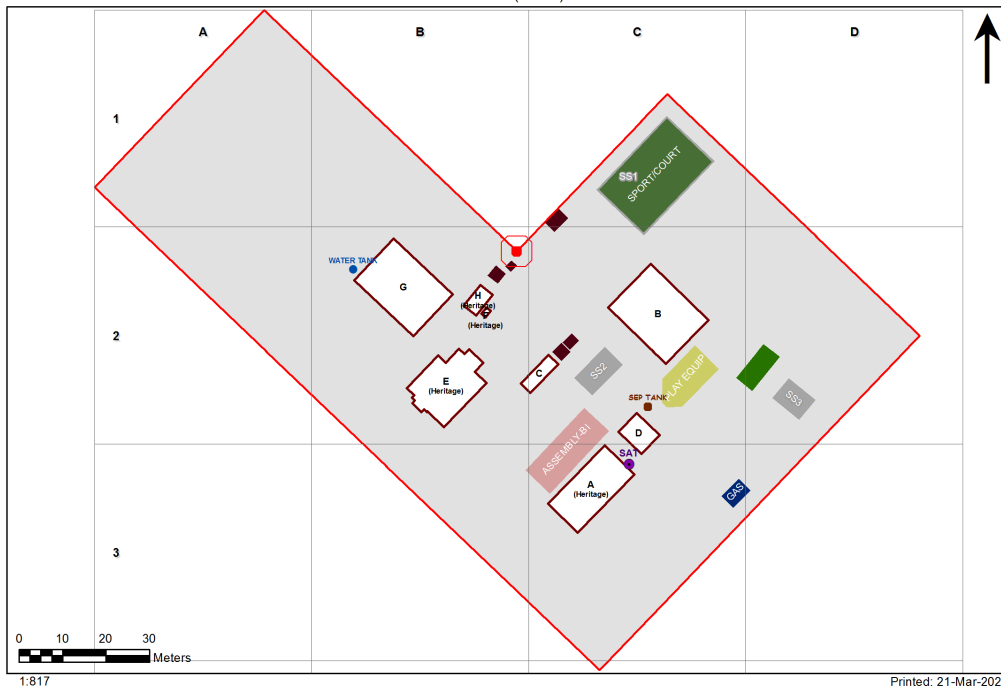 A
B
C
D
1
SS1
SPORT/COURT
WATER TANK
G
H
(Heritage)
F
(Heritage)
B
2
E
(Heritage)
C
SS2
PLAY EQUIP
SS3
SEP TANK
D
ASSEMBLY-B1
SAT
A
(Heritage)
GAS
3
0 10 20 30
Meters
1:817
Printed: 21-Mar-202